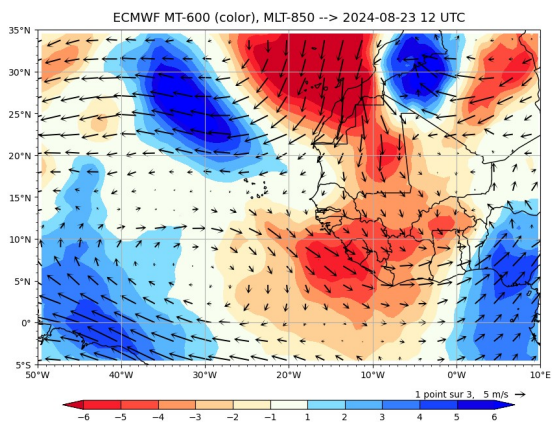 ECMWF MT-600 (color), MLT-850 --> 2024-08-23 12 UTC
35°N
30°N
25°N
20°N
15°N
10°N
5°N
0°
5°S
50°W 40°W 30°W 20°W 10°W 0°W 10°E
1 point sur 3, 5 m/s
−6 −5 −4 −3 −2 −1 1 2 3 4 5 6